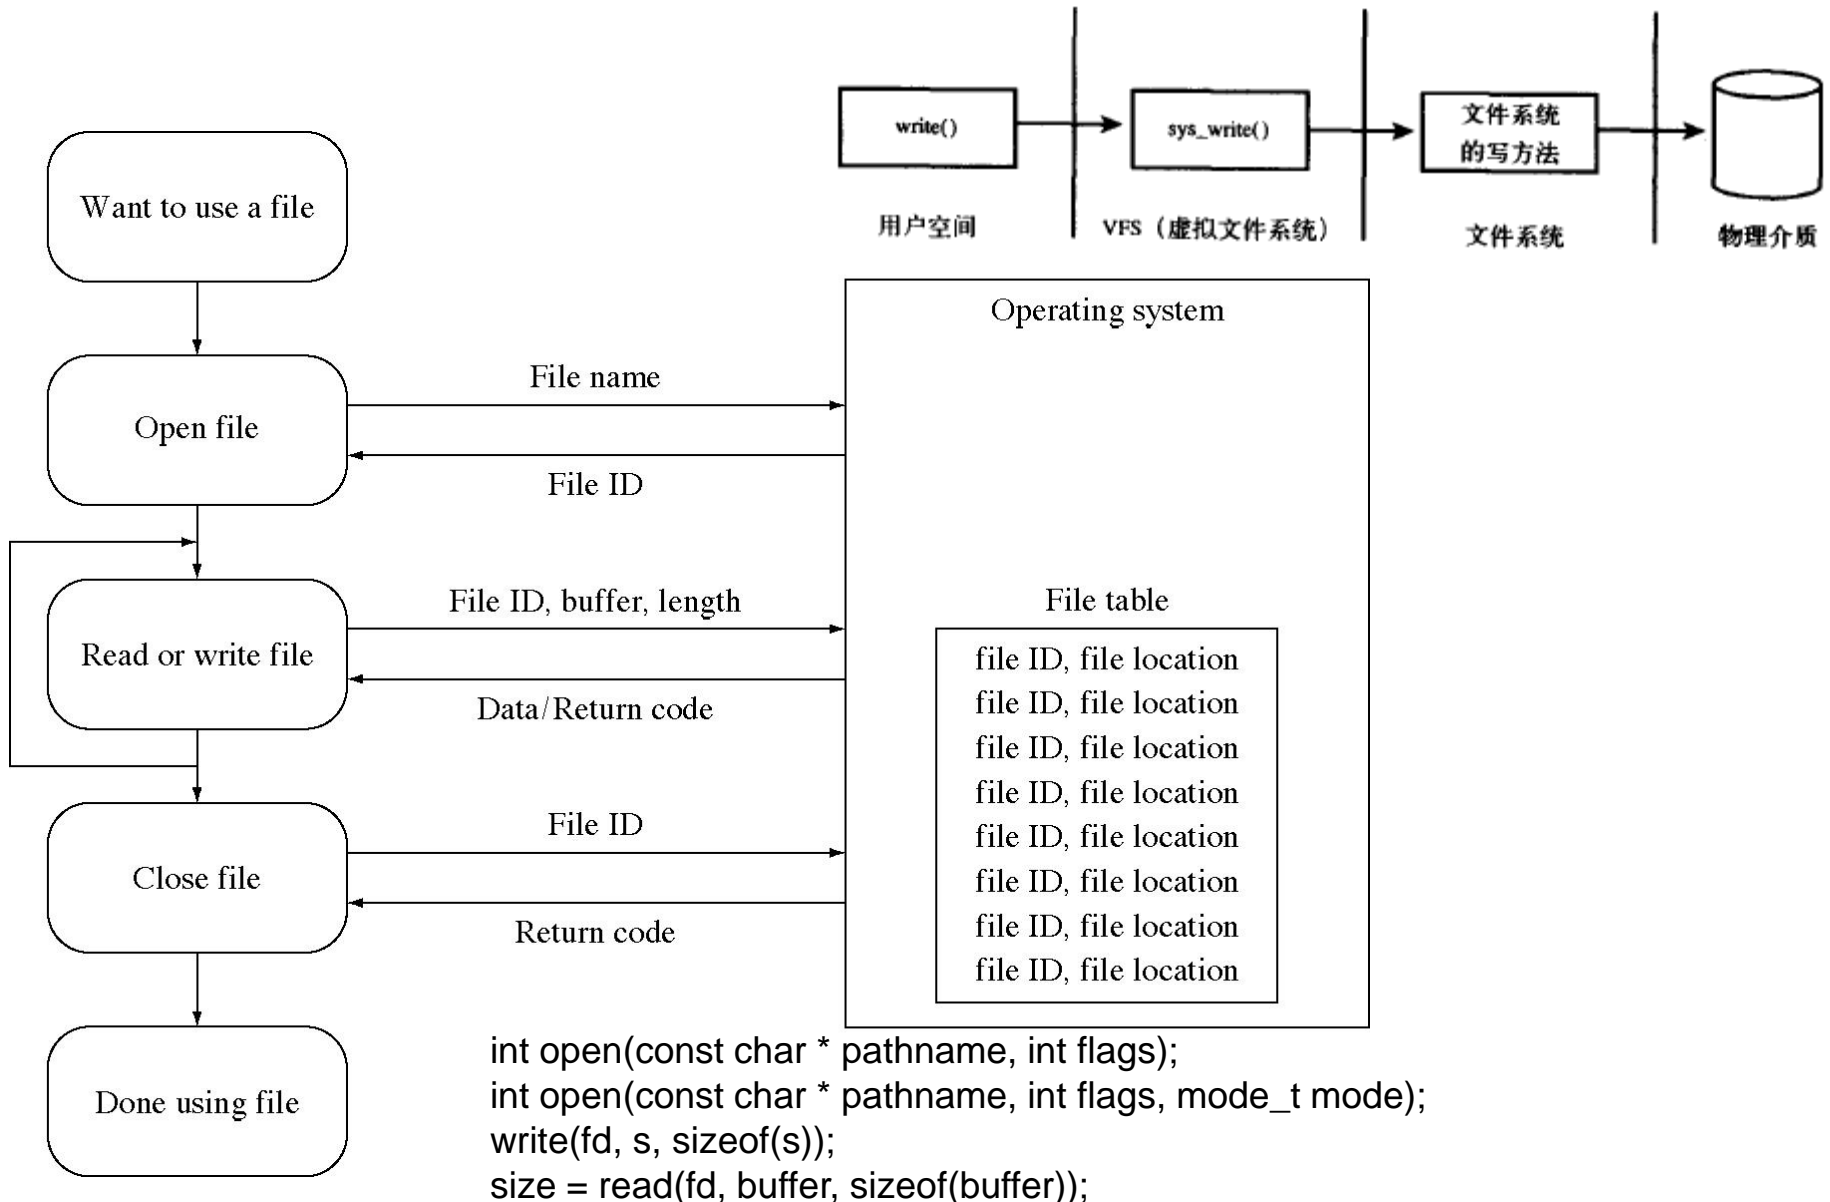 write()
sys_write()
文件系统
的写方法
用户空间
VFS（虚拟文件系统）
文件系统
物理介质
Want to use a file
Operating system
File name
Open file
File ID
File ID, buffer, length
File table
Read or write file
file ID, file location
file ID, file location
file ID, file location
file ID, file location
file ID, file location
file ID, file location
file ID, file location
file ID, file location
Data/Return code
File ID
Close file
Return code
Done using file
int open(const char * pathname, int flags);
int open(const char * pathname, int flags, mode_t mode);
write(fd, s, sizeof(s));
size = read(fd, buffer, sizeof(buffer));